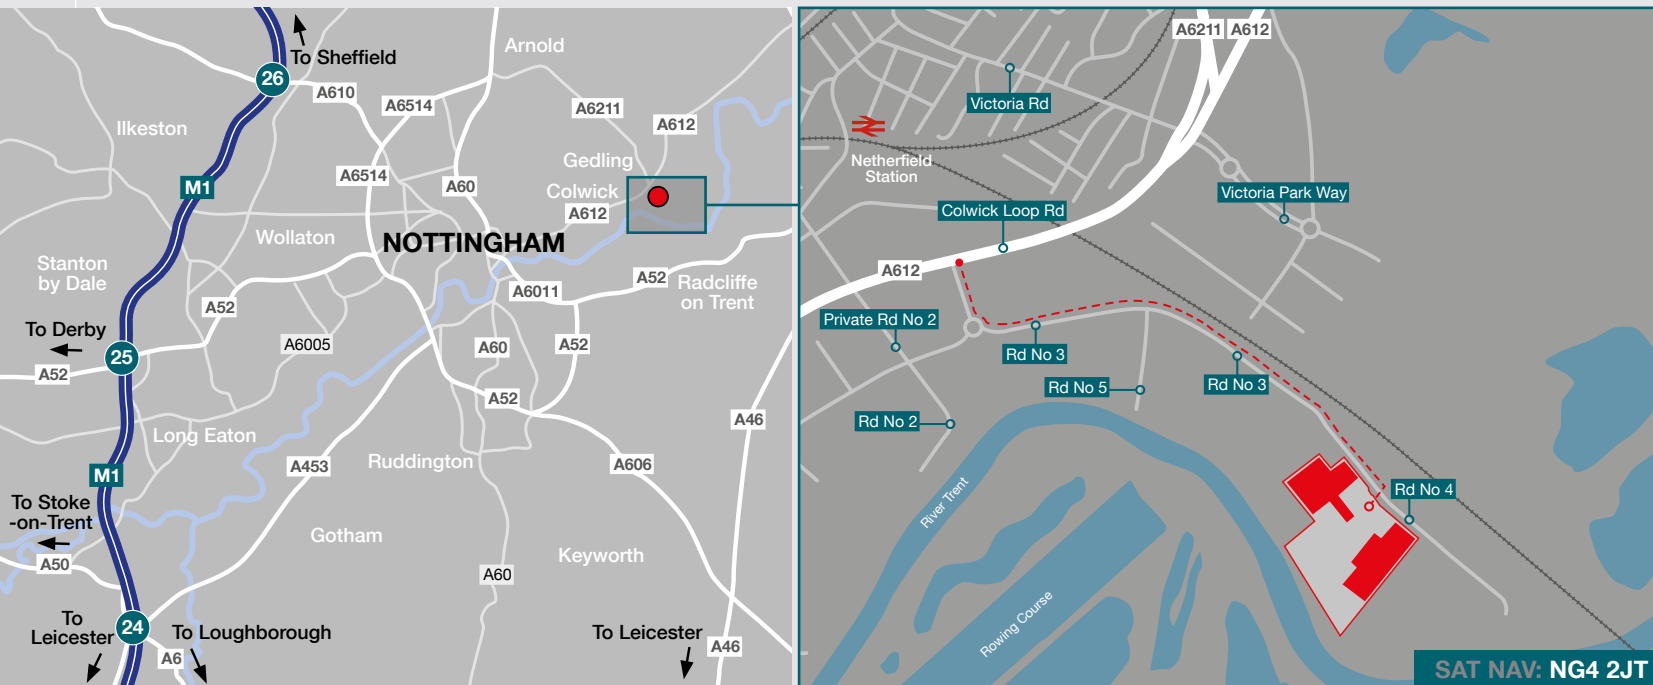 To Sheffield
Arnold
26
A610
A6514
A6211
A612
Ilkeston
Gedling
A6514
M1
A60
Colwick
A612
Wollaton
NOTTINGHAM
Stanton
by Dale
A52
Radcliffe
on Trent
A6011
A52
To Derby
A6005
A60
A52
25
A52
A52
A46
Long Eaton
Ruddington
A453
A606
M1
To Stoke
-on-Trent
Gotham
Keyworth
A50
A60
To
Leicester
24
To Loughborough
To Leicester
A6
A46
A6211
A612
Victoria Rd
Netherfield
Station
Victoria Park Way
Colwick Loop Rd
A612
Private Rd No 2
Rd No 3
Rd No 3
Rd No 5
Rd No 2
River Trent
Rd No 4
Rowing Course
SAT NAV: NG4 2JT